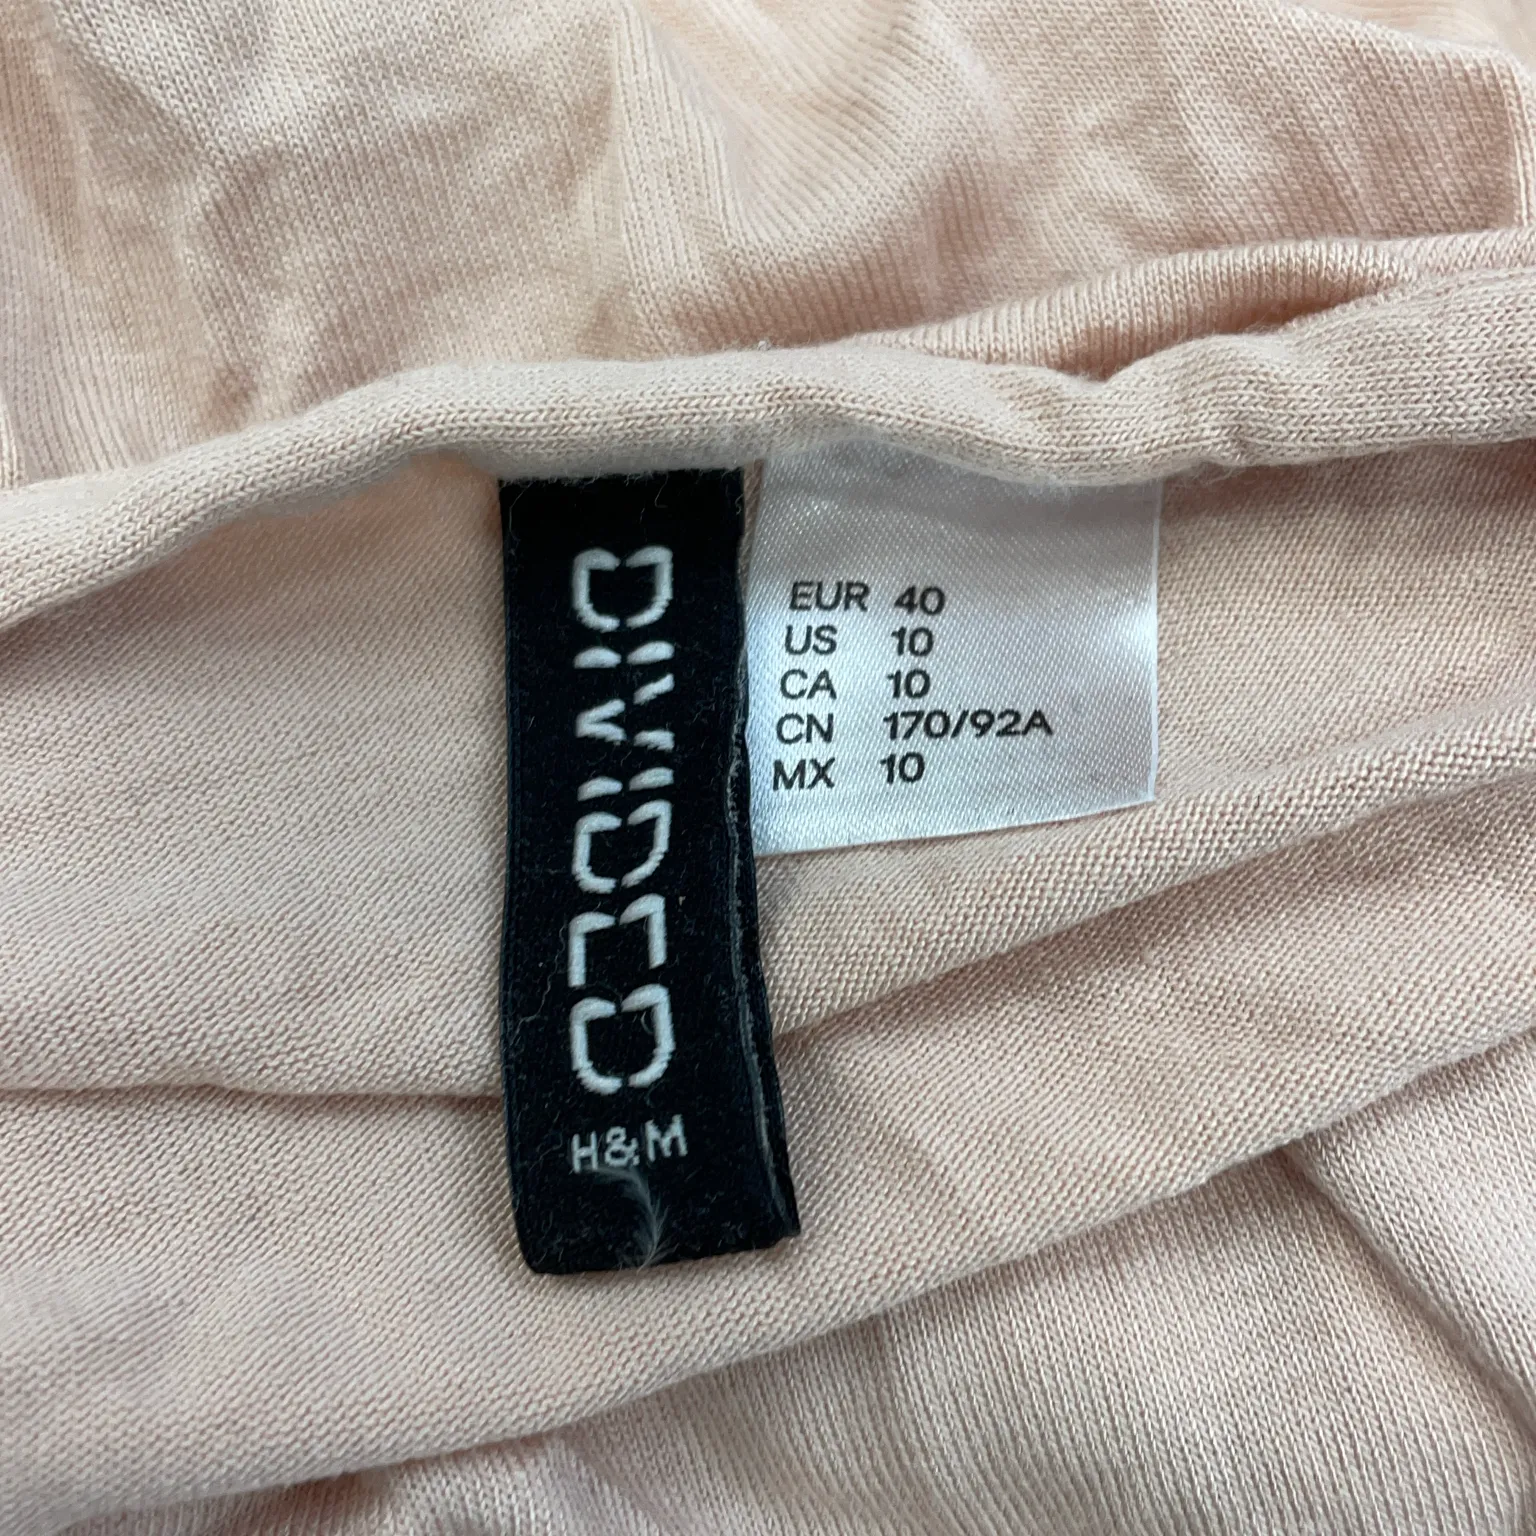 DIVIDED
H&M
EUR 40
US 10
CA 10
CN 170/92A
MX 10